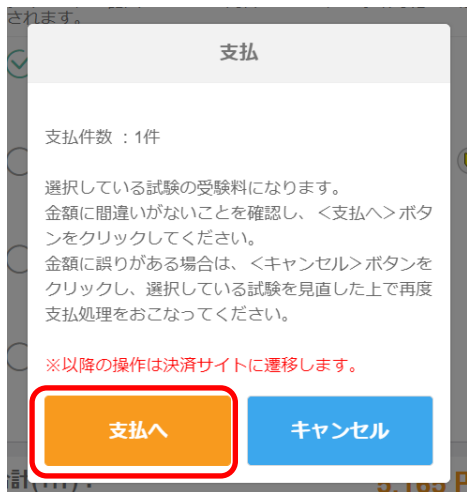 されます。
支払
支払件数 ：1件
選択している試験の受験料になります。
金額に間違いがないことを確認し、＜支払へ＞ボタ
ンをクリックしてください。
金額に誤りがある場合は、＜キャンセル＞ボタンを
クリックし、選択している試験を見直した上で再度
支払処理をおこなってください。
※以降の操作は決済サイトに遷移します。
支払へ キャンセル